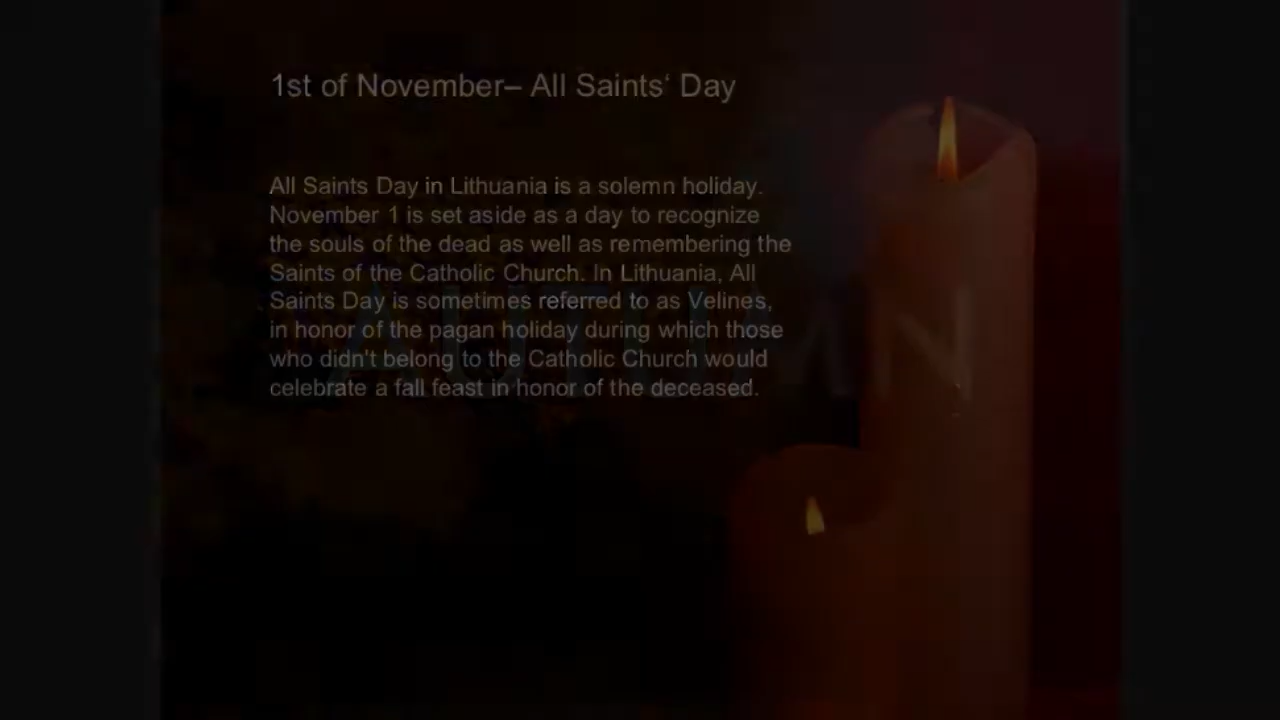 1st of November– All Saints‘ Day
All Saints Day in Lithuania is a solemn holiday.
November 1 is set aside as a day to recognize
the souls of the dead as well as remembering the
Saints of the Catholic Church. In Lithuania, All
Saints Day is sometimes referred to as Velines,
in honor of the pagan holiday during which those
who didn't belong to the Catholic Church would
celebrate a fall feast in honor of the deceased.
AUTUMN